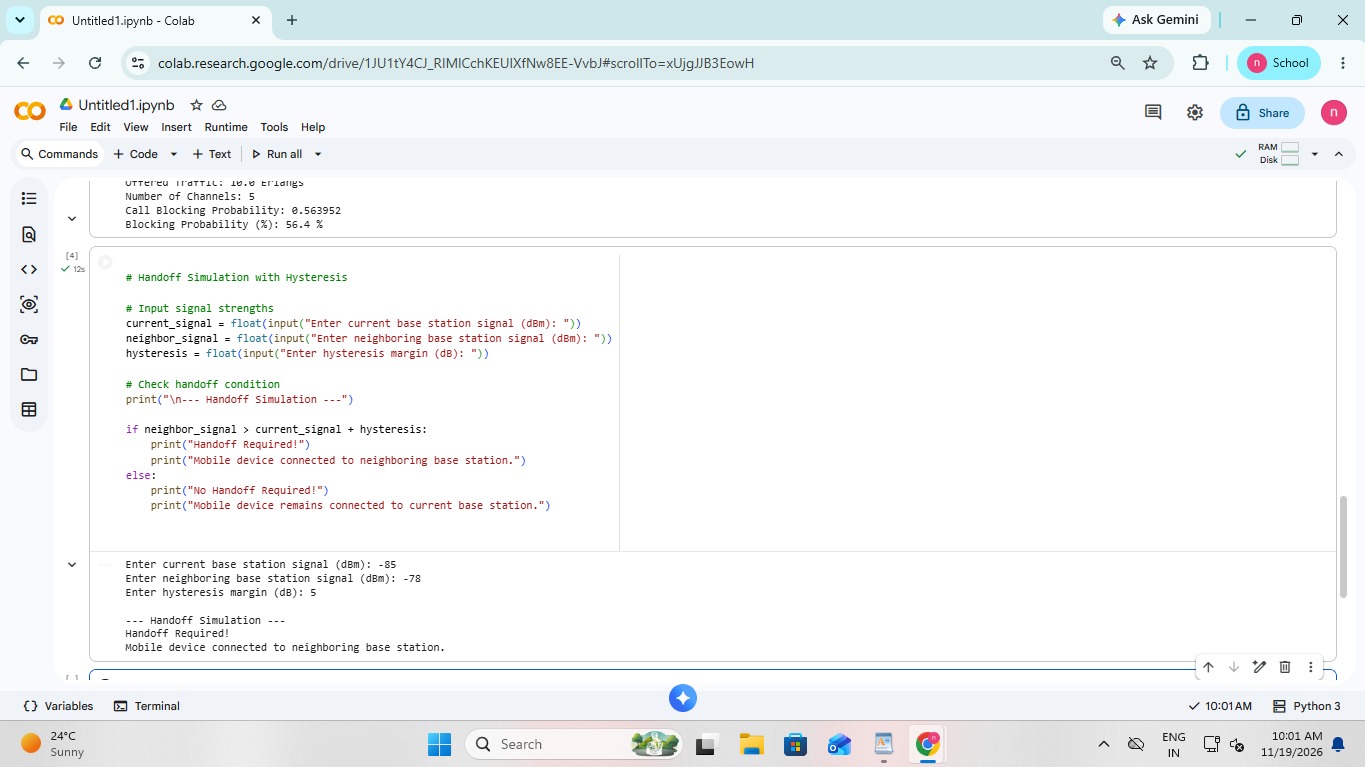 Untitled1.ipynb - Colab
Ask Gemini
colab.research.google.com/drive/1JU1tY4CJ_RlMlCchKEUlXfNw8EE-VvbJ#scrollTo=xUjgJJB3EowH
n School
Untitled1.ipynb
File Edit View Insert Runtime Tools Help
Share
n
Commands + Code + Text Run all
RAM
Disk
Offered Traffic: 10.0 Erlangs
Number of Channels: 5
Call Blocking Probability: 0.563952
Blocking Probability (%): 56.4 %
[4]
12s
# Handoff Simulation with Hysteresis
# Input signal strengths
current_signal = float(input("Enter current base station signal (dBm): "))
neighbor_signal = float(input("Enter neighboring base station signal (dBm): "))
hysteresis = float(input("Enter hysteresis margin (dB): "))
# Check handoff condition
print("\n--- Handoff Simulation ---")
if neighbor_signal > current_signal + hysteresis:
    print("Handoff Required!")
    print("Mobile device connected to neighboring base station.")
else:
    print("No Handoff Required!")
    print("Mobile device remains connected to current base station.")
Enter current base station signal (dBm): -85
Enter neighboring base station signal (dBm): -78
Enter hysteresis margin (dB): 5
--- Handoff Simulation ---
Handoff Required!
Mobile device connected to neighboring base station.
[ ]
Variables Terminal
10:01 AM Python 3
24°C
Sunny
Search
ENG
IN
10:01 AM
11/19/2026